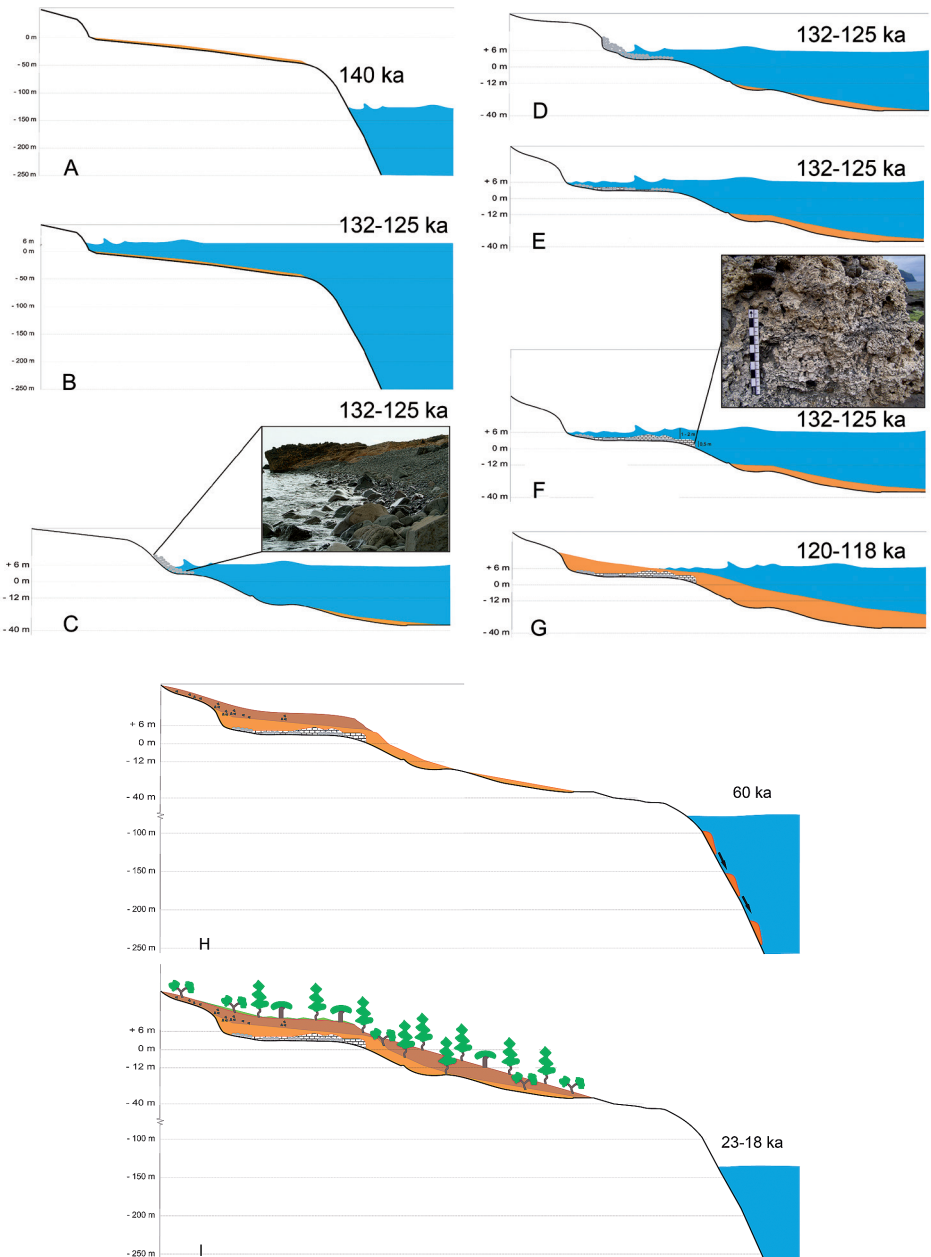 0 m
-50 m
-100 m
-150 m
-200 m
-250 m
140 ka
A
132-125 ka
6 m
0 m
- 50 m
- 100 m
- 150 m
- 200 m
- 250 m
B
132-125 ka
+ 6 m
0 m
- 12 m
- 40 m
C
132-125 ka
+ 6 m
0 m
- 12 m
- 40 m
D
132-125 ka
+ 6 m
0 m
- 12 m
- 40 m
E
132-125 ka
+ 6 m
0 m
- 12 m
- 40 m
F
120-118 ka
+ 6 m
0 m
- 12 m
- 40 m
G
+ 6 m
0 m
- 12 m
- 40 m
60 ka
- 100 m
- 150 m
- 200 m
- 250 m
H
+ 6 m
0 m
- 12 m
- 40 m
23-18 ka
- 100 m
- 150 m
- 200 m
- 250 m
I